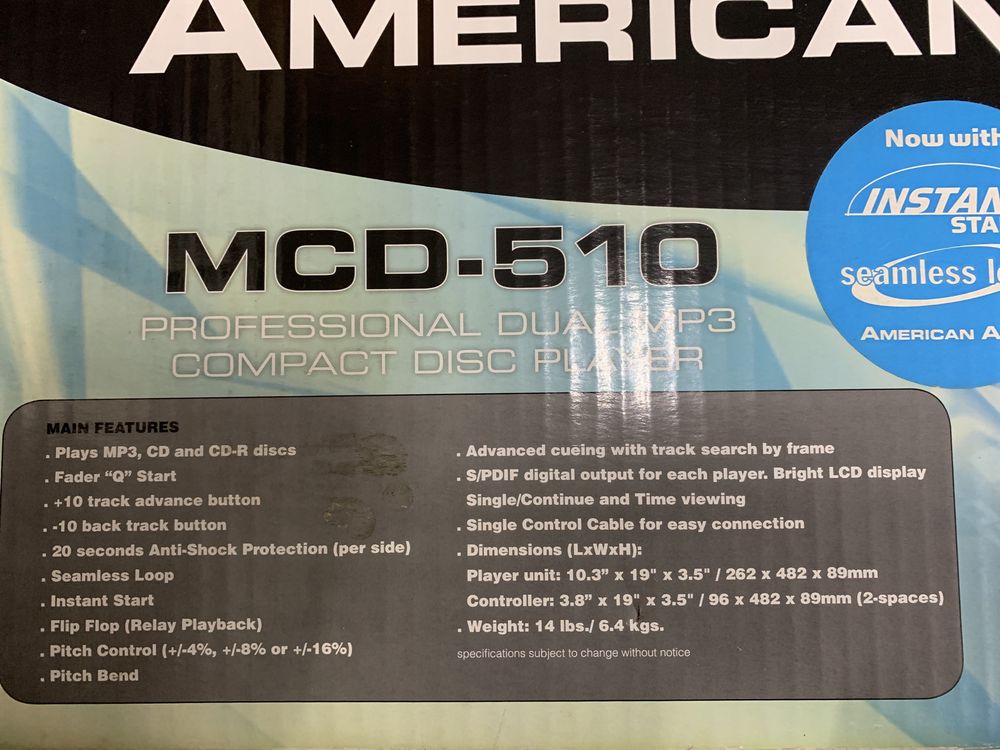 AMERICAN
Now with
INSTAN
STA
seamless lo
AMERICAN A
MCD-510
PROFESSIONAL DUAL MP3
COMPACT DISC PLAYER
MAIN FEATURES
. Plays MP3, CD and CD-R discs
. Fader “Q” Start
. +10 track advance button
. -10 back track button
. 20 seconds Anti-Shock Protection (per side)
. Seamless Loop
. Instant Start
. Flip Flop (Relay Playback)
. Pitch Control (+/-4%, +/-8% or +/-16%)
. Pitch Bend
. Advanced cueing with track search by frame
. S/PDIF digital output for each player. Bright LCD display
Single/Continue and Time viewing
. Single Control Cable for easy connection
. Dimensions (LxWxH):
Player unit: 10.3” x 19" x 3.5" / 262 x 482 x 89mm
Controller: 3.8” x 19" x 3.5" / 96 x 482 x 89mm (2-spaces)
. Weight: 14 lbs./ 6.4 kgs.
specifications subject to change without notice